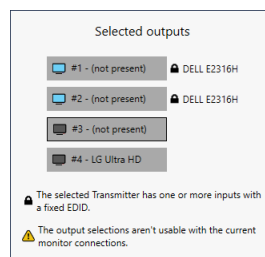 Selected outputs
#1 - (not present) DELL E2316H
#2 - (not present) DELL E2316H
#3 - (not present)
#4 - LG Ultra HD
The selected Transmitter has one or more inputs with
a fixed EDID.
The output selections aren't usable with the current
monitor connections.